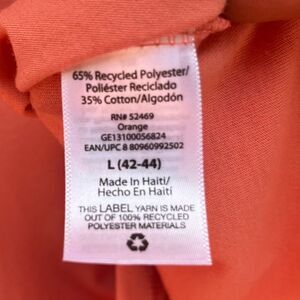 65% Recycled Polyester/
Poliéster Reciclado/
35% Cotton/Algodón
RN# 52469
Orange
GE13100056824
EAN/UPC 8 80960992502
L (42-44)
Made In Haiti/
Hecho En Haití
THIS LABEL YARN IS MADE
OUT OF 100% RECYCLED
POLYESTER MATERIALS